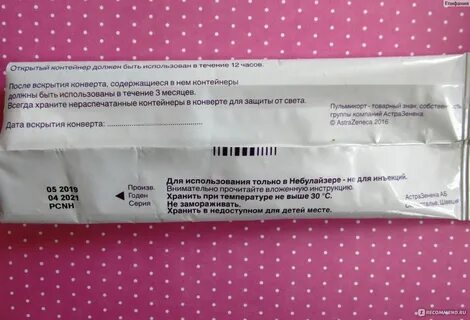 Елифания
Открытый контейнер должен быть использован в течение 12 часов.
После вскрытия конверта, содержащиеся в нем контейнеры
должны быть использованы в течение 3 месяцев.
Всегда храните нераспечатанные контейнеры в конверте для защиты от света.
Дата вскрытия конверта:
Пульмикорт - товарный знак, собственность
группы компаний АстраЗенека.
© AstraZeneca 2016
Для использования только в Небулайзере - не для инъекций.
Внимательно прочитайте вложенную инструкцию.
Хранить при температуре не выше 30 °C.
Не замораживать.
Хранить в недоступном для детей месте.
05 2019 Произв.
04 2021 Годен
PCNH Серия
АстраЗенека АБ
Швеция
IRECOMMEND.RU